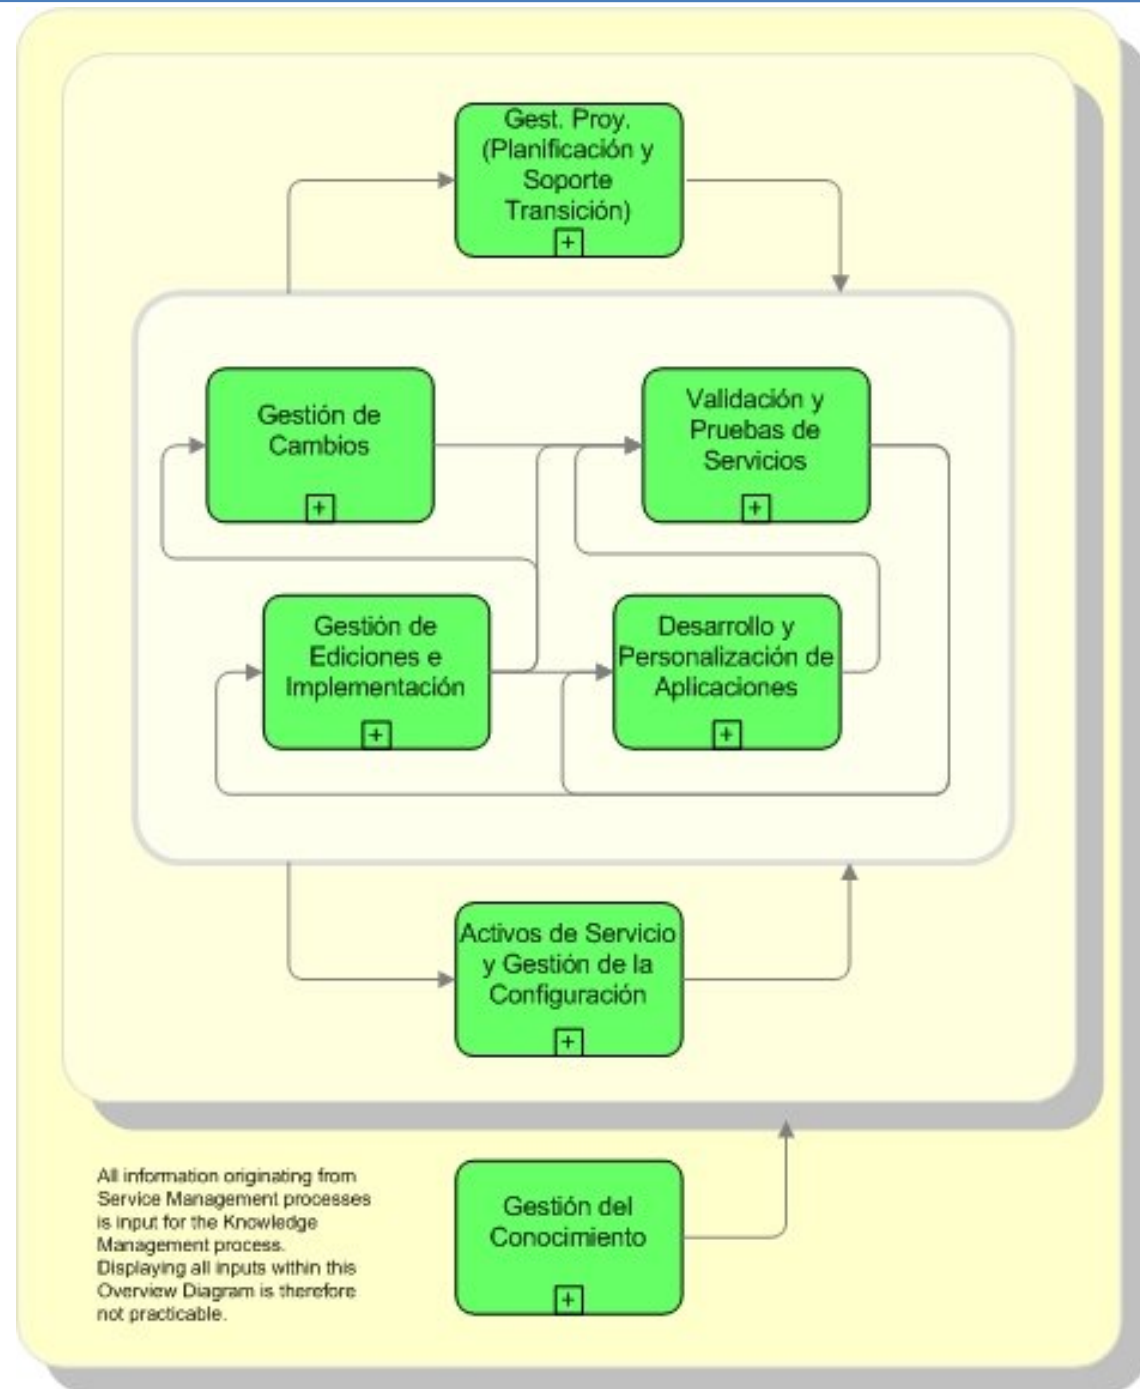 Gest. Proy.
(Planificación y
Soporte
Transición)
+
Gestión de
Cambios
+
Validación y
Pruebas de
Servicios
+
Gestión de
Ediciones e
Implementación
+
Desarrollo y
Personalización de
Aplicaciones
+
Activos de Servicio
y Gestión de la
Configuración
+
All information originating from
Service Management processes
is input for the Knowledge
Management process.
Displaying all inputs within this
Overview Diagram is therefore
not practicable.
Gestión del
Conocimiento
+